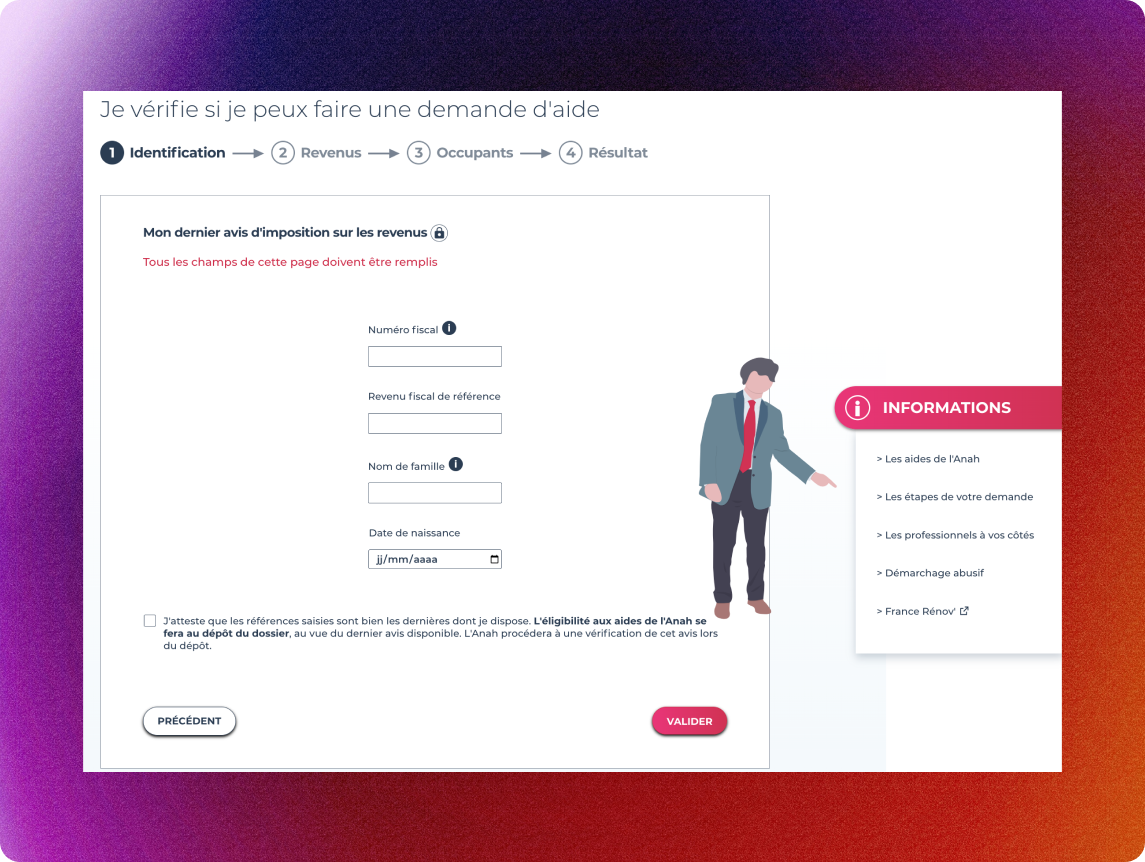 Je vérifie si je peux faire une demande d'aide
1 Identification 2 Revenus 3 Occupants 4 Résultat
Mon dernier avis d'imposition sur les revenus
Tous les champs de cette page doivent être remplis
Numéro fiscal i
Revenu fiscal de référence
Nom de famille i
Date de naissance
jj/mm/aaaa
J'atteste que les références saisies sont bien les dernières dont je dispose. L'éligibilité aux aides de l'Anah se
fera au dépôt du dossier, au vu du dernier avis disponible. L'Anah procédera à une vérification de cet avis lors
du dépôt.
PRÉCÉDENT
VALIDER
i INFORMATIONS
> Les aides de l'Anah
> Les étapes de votre demande
> Les professionnels à vos côtés
> Démarchage abusif
> France Rénov'